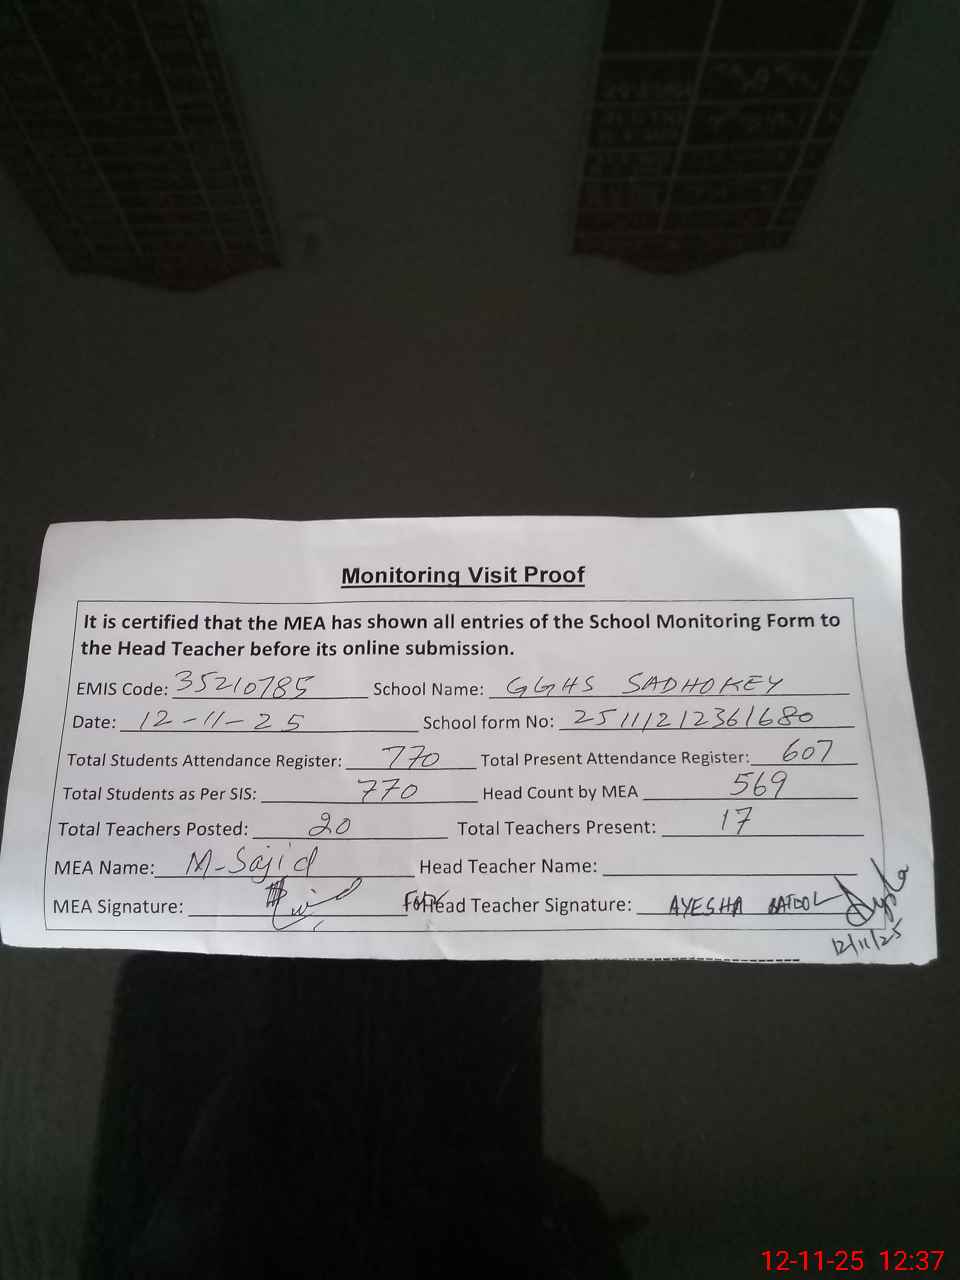 Monitoring Visit Proof
It is certified that the MEA has shown all entries of the School Monitoring Form to
the Head Teacher before its online submission.
EMIS Code: 35210785 School Name: GGHS SADHOKEY
Date: 12-11-25 School form No: 25111212361680
Total Students Attendance Register: 770 Total Present Attendance Register: 607
Total Students as Per SIS: 770 Head Count by MEA 569
Total Teachers Posted: 20 Total Teachers Present: 17
MEA Name: M-Sajid Head Teacher Name:
MEA Signature: Head Teacher Signature: AYESHA BATOOL
12/11/25
12-11-25 12:37